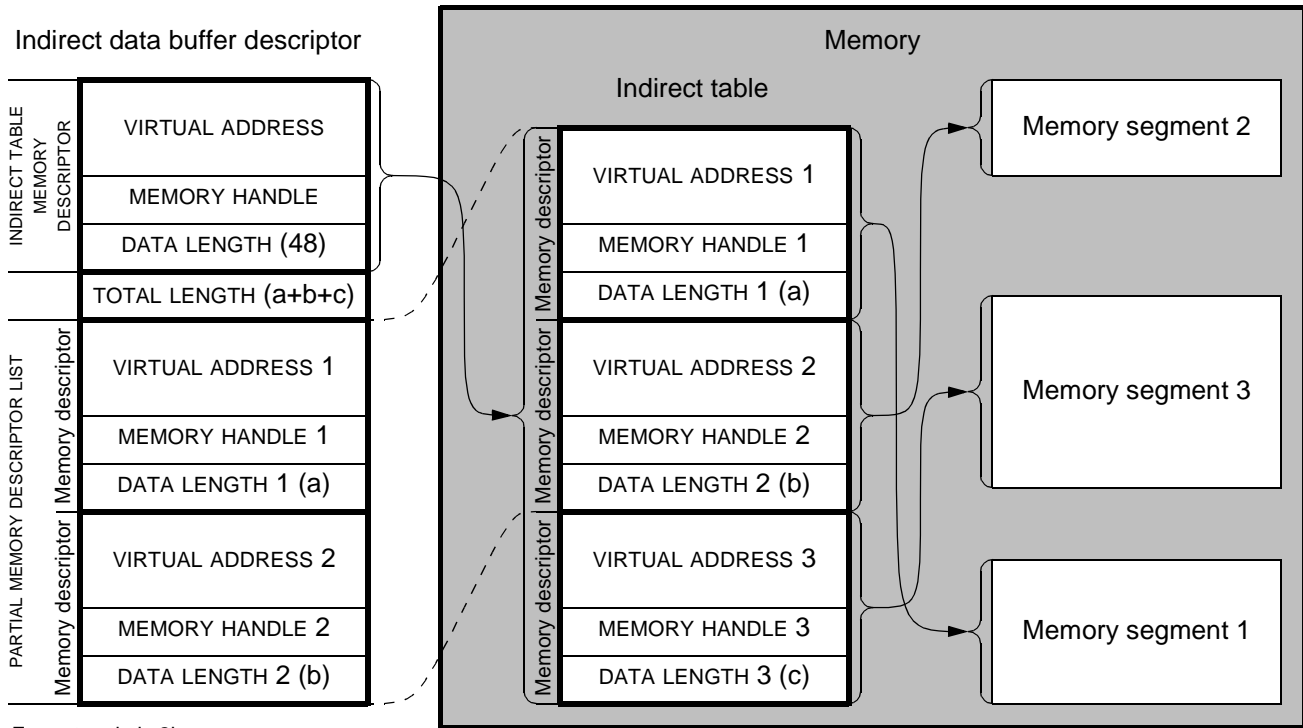 Indirect data buffer descriptor
INDIRECT TABLE
MEMORY
DESCRIPTOR
VIRTUAL ADDRESS
MEMORY HANDLE
DATA LENGTH (48)
TOTAL LENGTH (a+b+c)
PARTIAL MEMORY DESCRIPTOR LIST
Memory descriptor
VIRTUAL ADDRESS 1
MEMORY HANDLE 1
DATA LENGTH 1 (a)
Memory descriptor
VIRTUAL ADDRESS 2
MEMORY HANDLE 2
DATA LENGTH 2 (b)
Memory
Indirect table
Memory descriptor
VIRTUAL ADDRESS 1
MEMORY HANDLE 1
DATA LENGTH 1 (a)
Memory descriptor
VIRTUAL ADDRESS 2
MEMORY HANDLE 2
DATA LENGTH 2 (b)
Memory descriptor
VIRTUAL ADDRESS 3
MEMORY HANDLE 3
DATA LENGTH 3 (c)
Memory segment 2
Memory segment 3
Memory segment 1